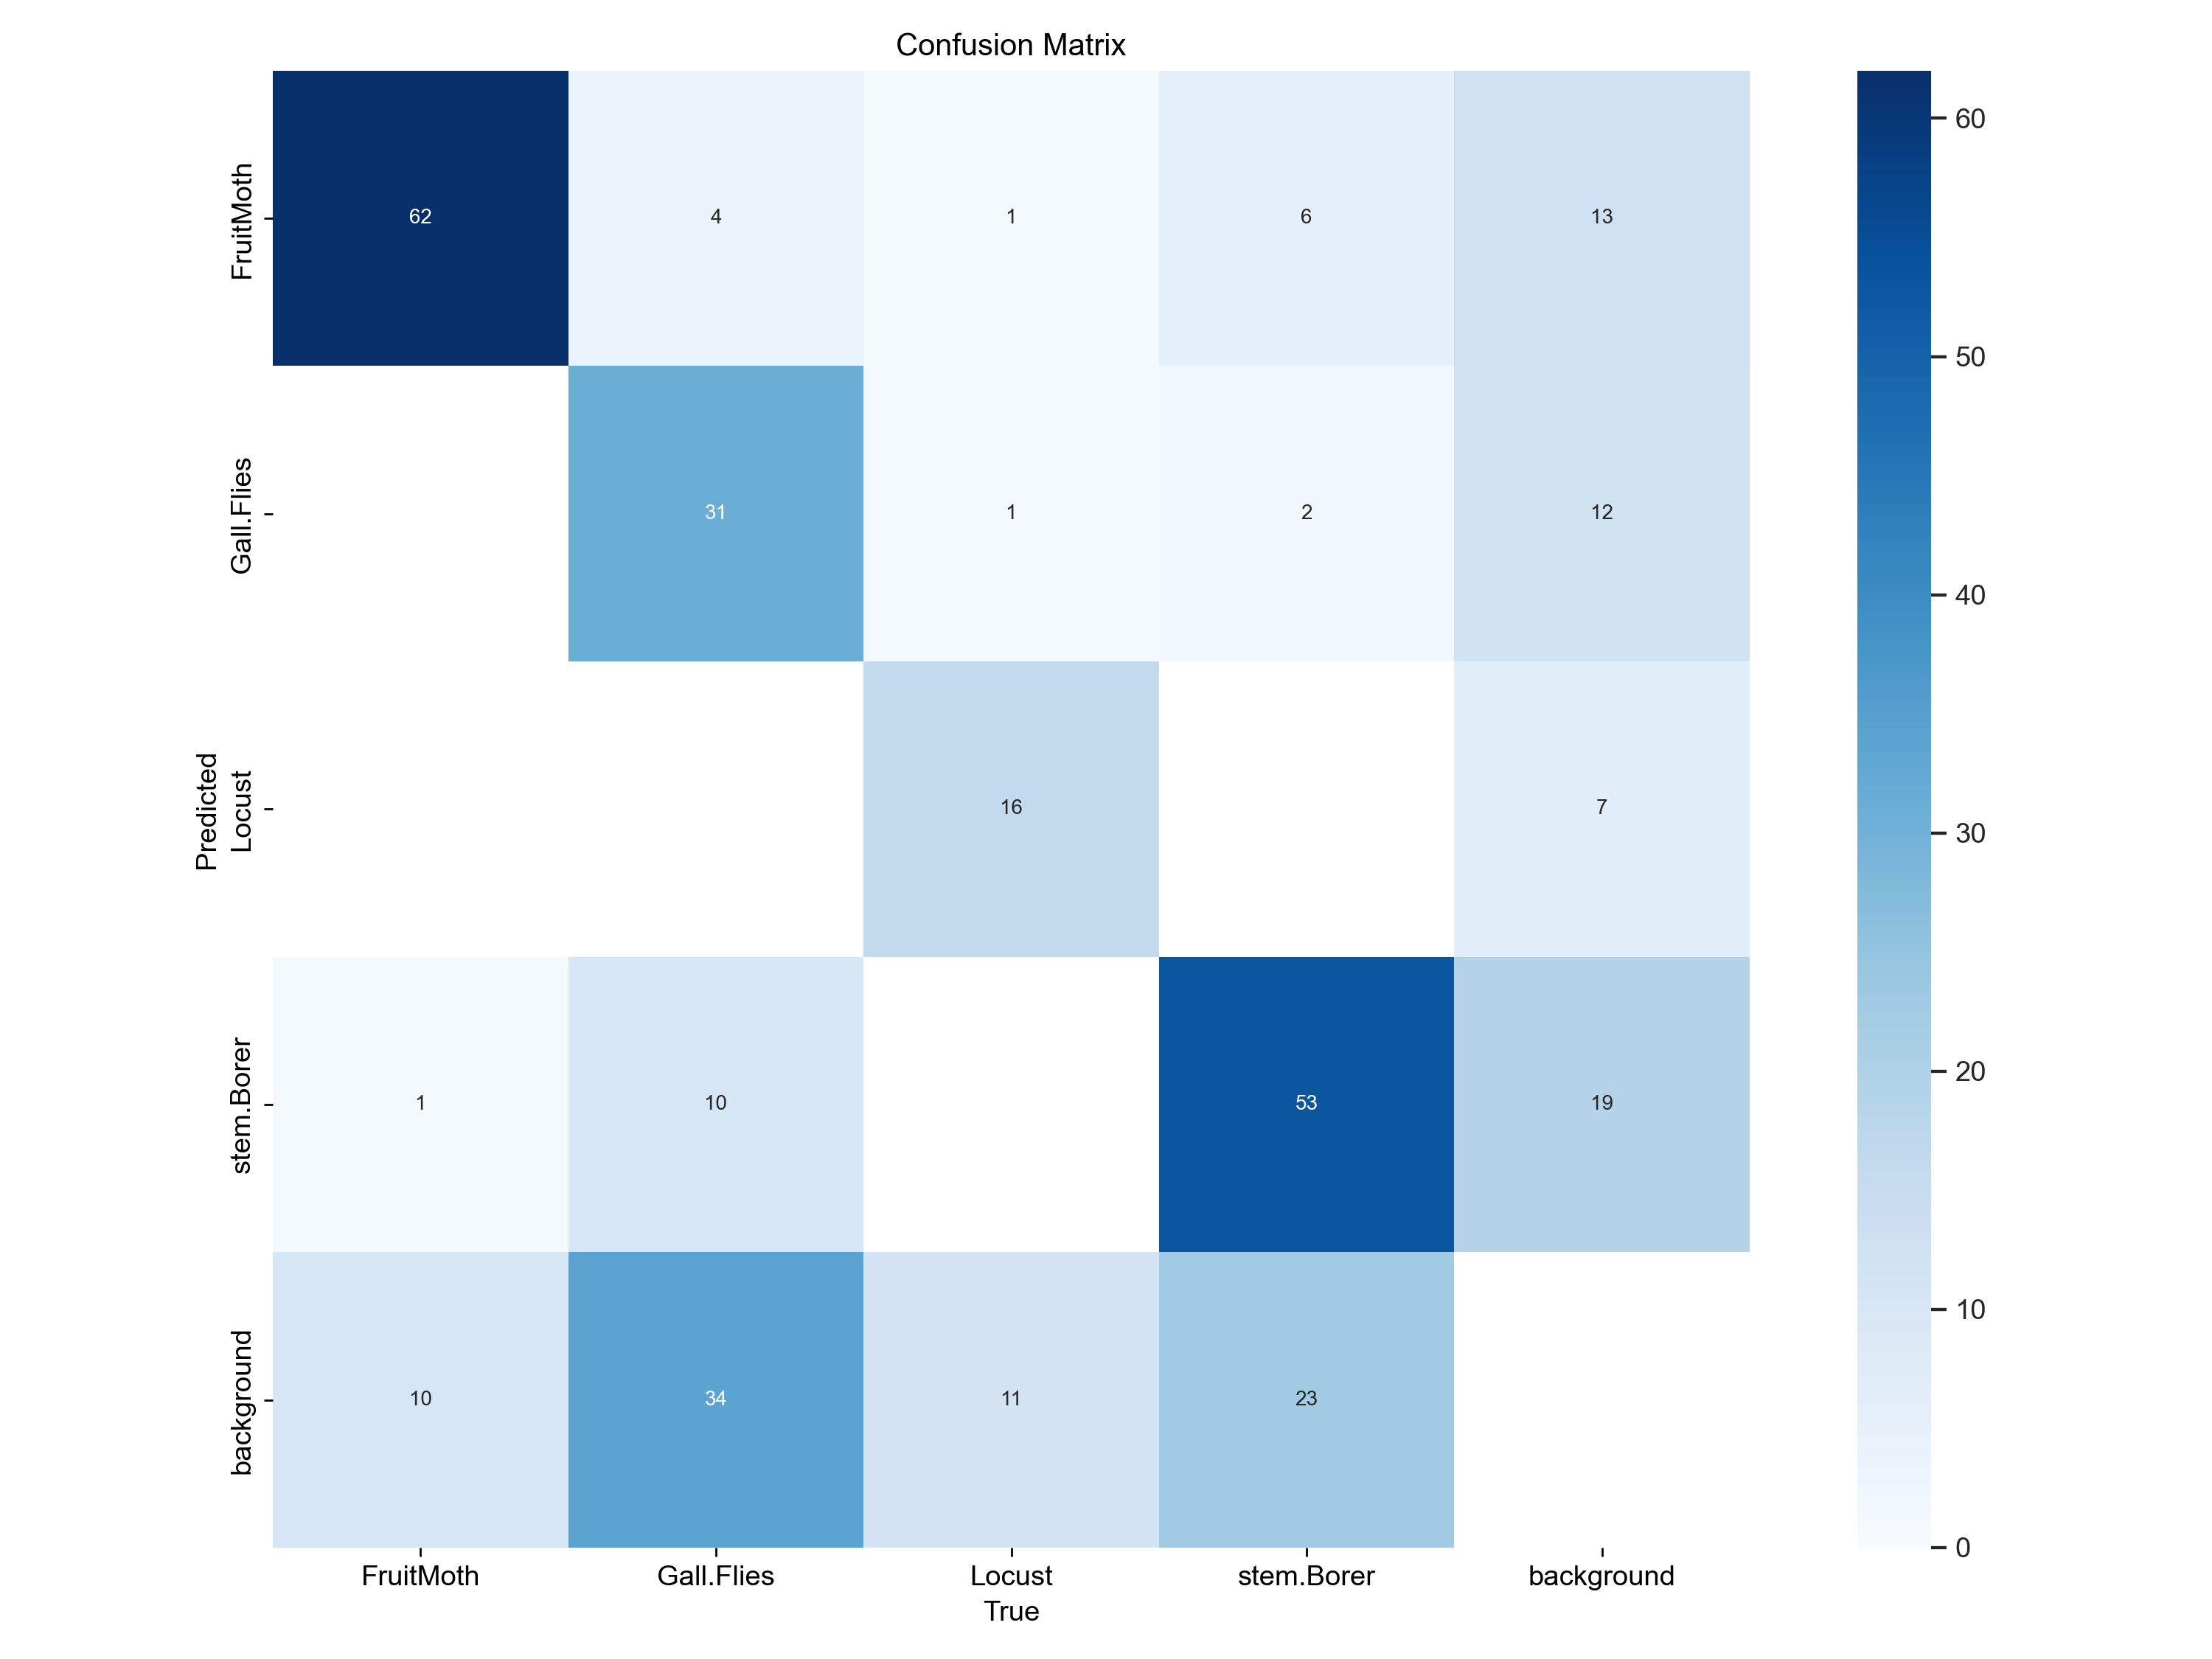 Confusion Matrix
FruitMoth
62 4 1 6 13
Gall.Flies
31 1 2 12
Predicted
Locust
16 7
stem.Borer
1 10 53 19
background
10 34 11 23
FruitMoth Gall.Flies Locust stem.Borer background
True
60
50
40
30
20
10
0